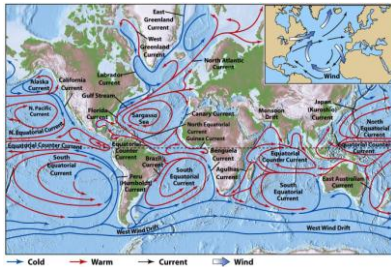 East
Greenland Current
West
Greenland
Current
Labrador
Current
North Atlantic
Current
Alaska
Current
California
Current
Gulf Stream
Florida
Current
N. Pacific
Current
Sargasso
Sea
Canary Current
North Equatorial
Current
Guinea Current
Monsoon
Drift
Japan
(Kuroshio)
Current
North
Equatorial
Current
N. Equatorial Current
Equatorial Counter Current
Equatorial
Counter
Current
Equatorial
Counter Current
Equatorial Counter
Current
South
Equatorial
Current
Peru
(Humboldt)
Current
Brazil
Current
South
Equatorial
Current
Benguela
Current
Agulhas
Current
South
Equatorial
Current
East Australian
Current
West Wind Drift
West Wind Drift
Wind
Cold
Warm
Current
Wind